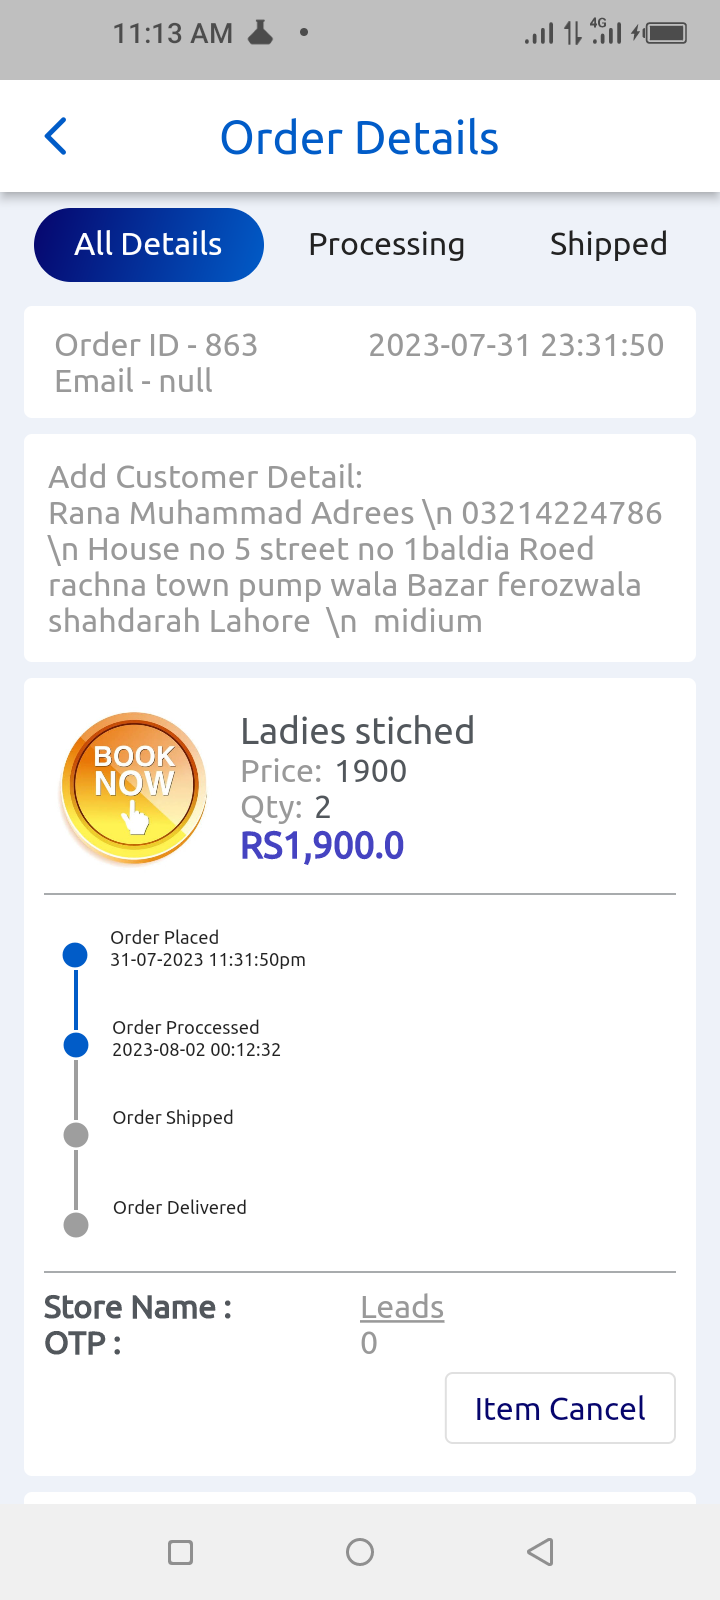 11:13 AM
4G
Order Details
All Details Processing Shipped
Order ID - 863 2023-07-31 23:31:50
Email - null
Add Customer Detail:
Rana Muhammad Adrees \n 03214224786
\n House no 5 street no 1baldia Roed
rachna town pump wala Bazar ferozwala
shahdarah Lahore  \n  midium
BOOK
NOW
Ladies stiched
Price: 1900
Qty: 2
RS1,900.0
Order Placed
31-07-2023 11:31:50pm
Order Proccessed
2023-08-02 00:12:32
Order Shipped
Order Delivered
Store Name : Leads
OTP : 0
Item Cancel